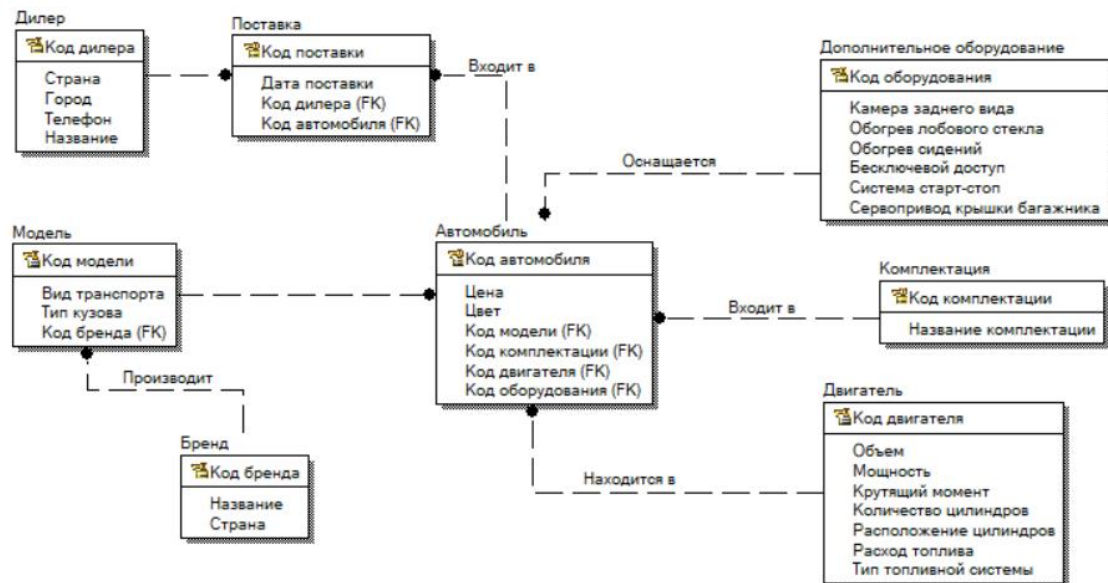 Дилер
Код дилера
Страна
Город
Телефон
Название
Поставка
Код поставки
Дата поставки
Код дилера (FK)
Код автомобиля (FK)
Входит в
Дополнительное оборудование
Код оборудования
Камера заднего вида
Обогрев лобового стекла
Обогрев сидений
Бесключевой доступ
Система старт-стоп
Сервопривод крышки багажника
Оснащается
Модель
Код модели
Вид транспорта
Тип кузова
Код бренда (FK)
Автомобиль
Код автомобиля
Цена
Цвет
Код модели (FK)
Код комплектации (FK)
Код двигателя (FK)
Код оборудования (FK)
Комплектация
Код комплектации
Название комплектации
Входит в
Производит
Бренд
Код бренда
Название
Страна
Находится в
Двигатель
Код двигателя
Объем
Мощность
Крутящий момент
Количество цилиндров
Расположение цилиндров
Расход топлива
Тип топливной системы